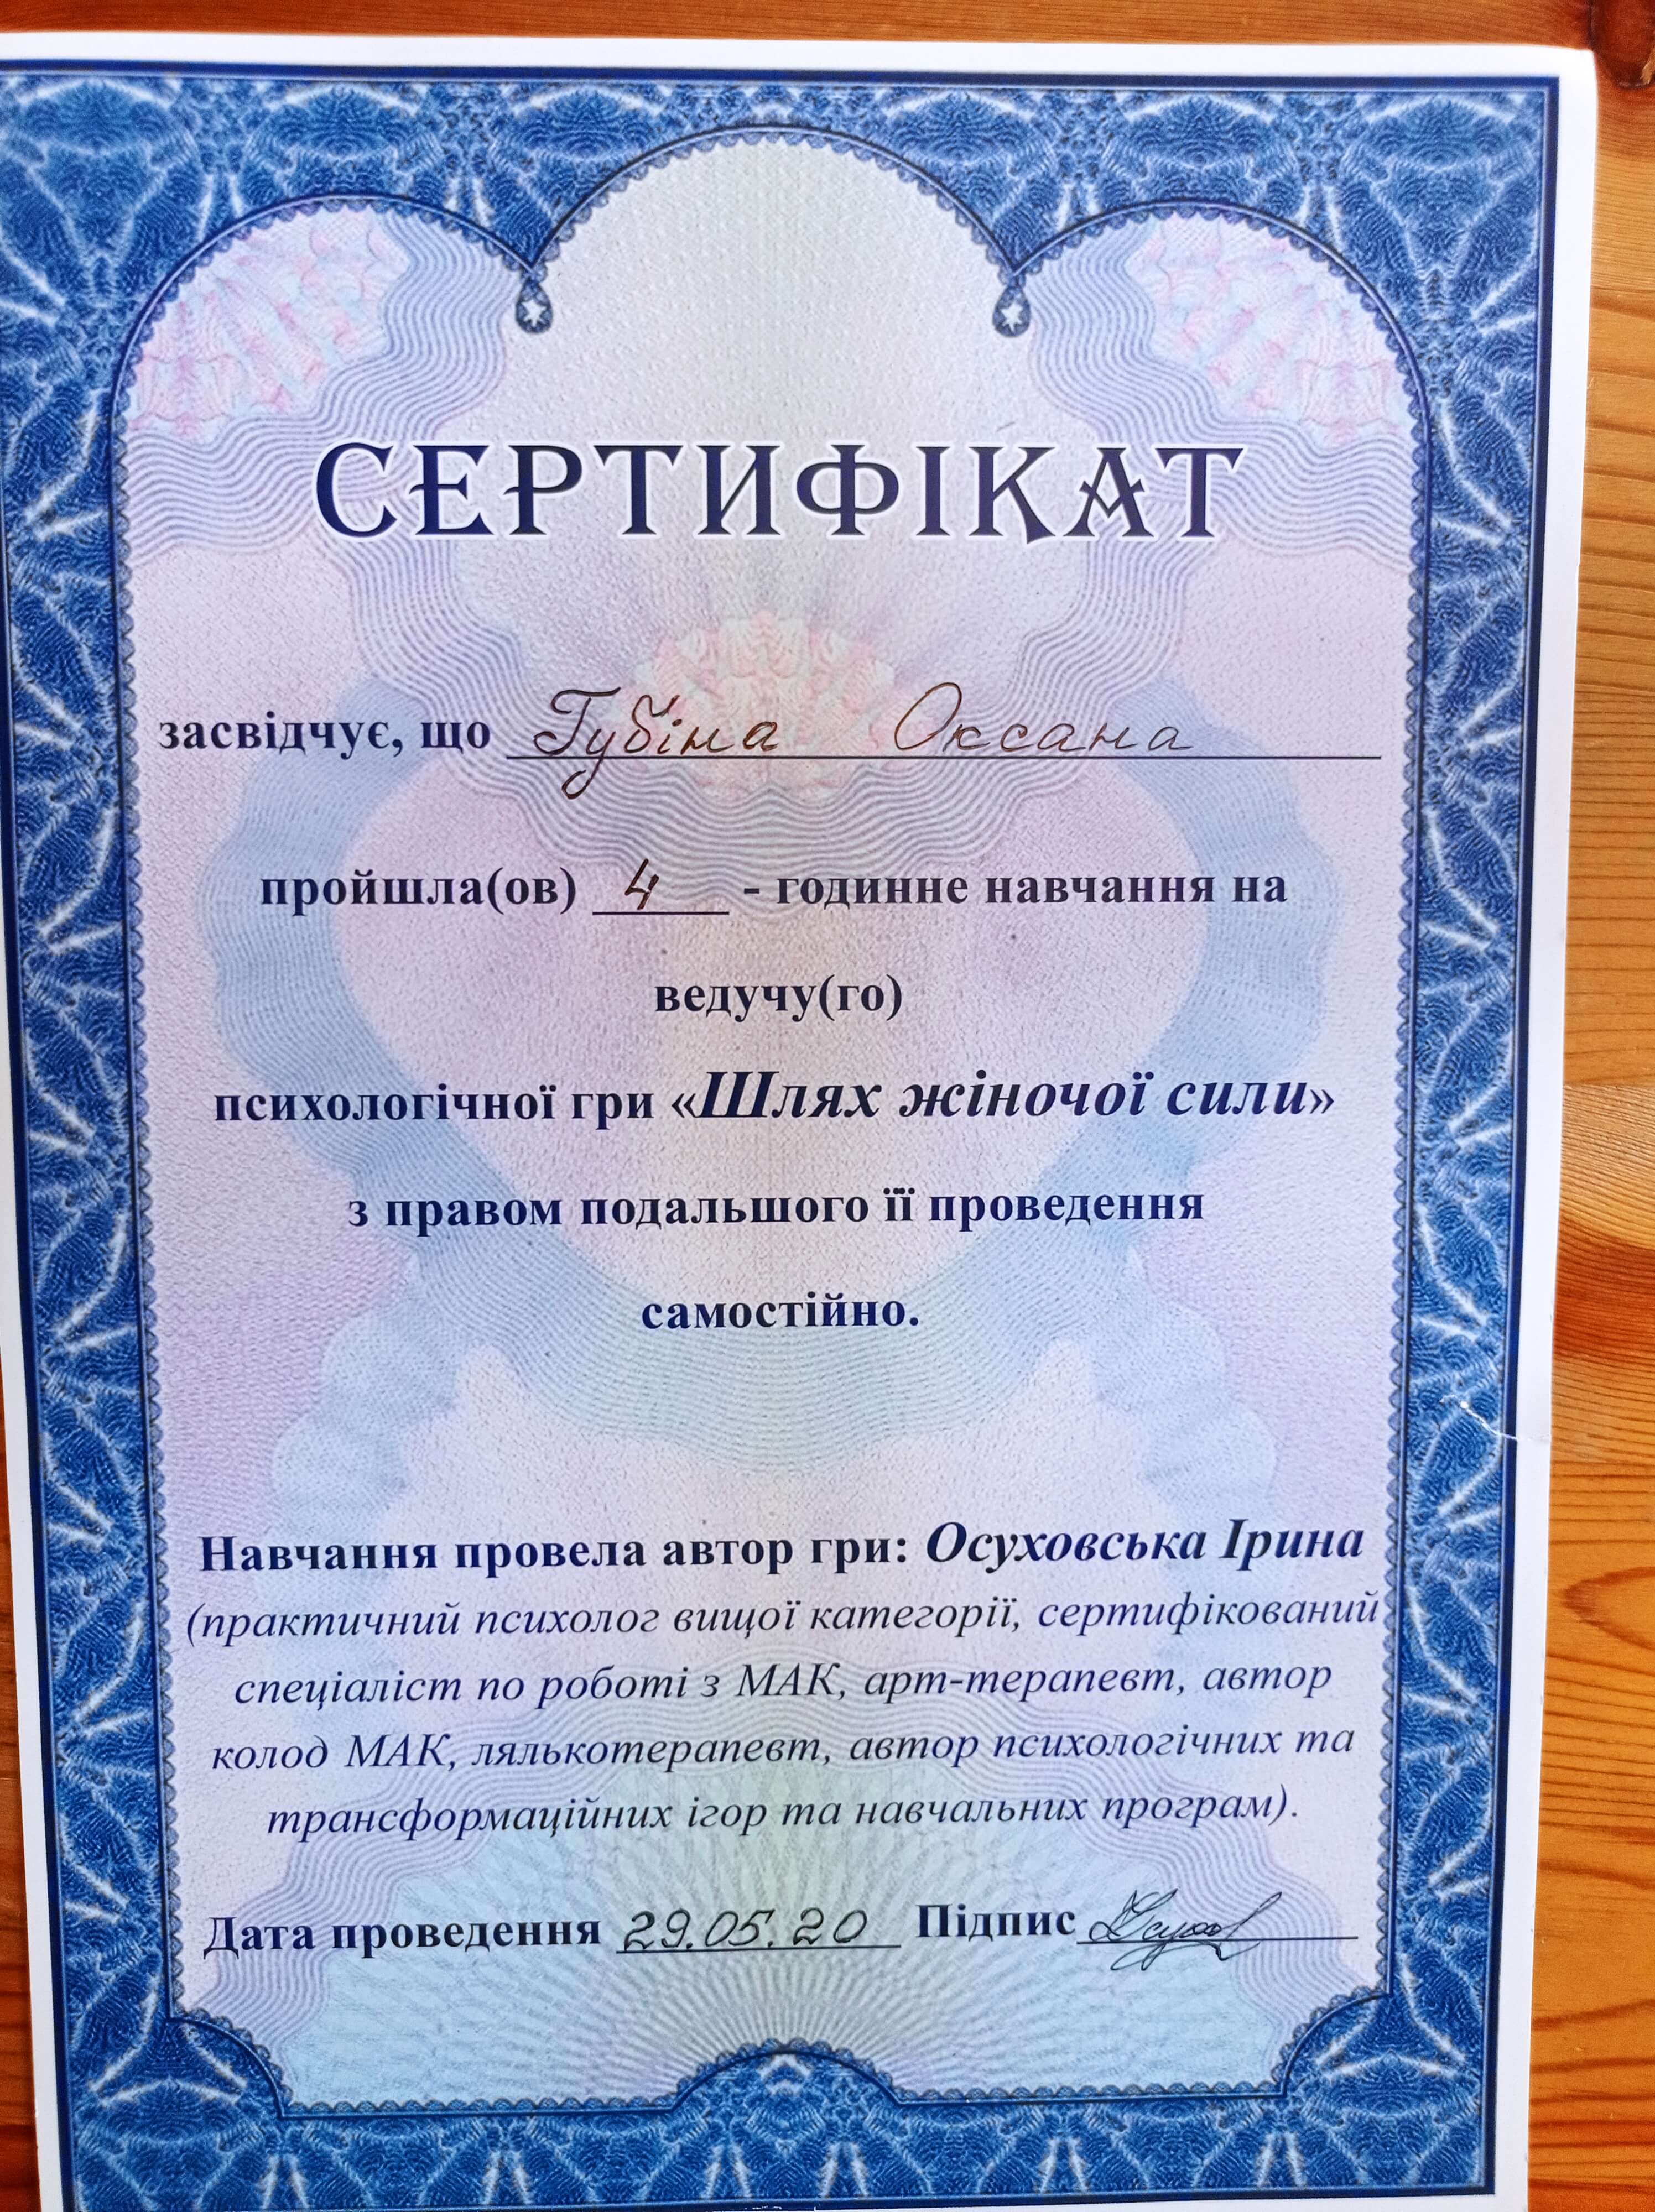 СЕРТИФІКАТ
засвідчує, що Губіна Оксана
пройшла(ов) 4 - годинне навчання на
ведучу(го)
психологічної гри «Шлях жіночої сили»
з правом подальшого її проведення
самостійно.
Навчання провела автор гри: Осуховська Ірина
(практичний психолог вищої категорії, сертифікований
спеціаліст по роботі з МАК, арт-терапевт, автор
колод МАК, лялькотерапевт, автор психологічних та
трансформаційних ігор та навчальних програм).
Дата проведення 29.05.20 Підпис